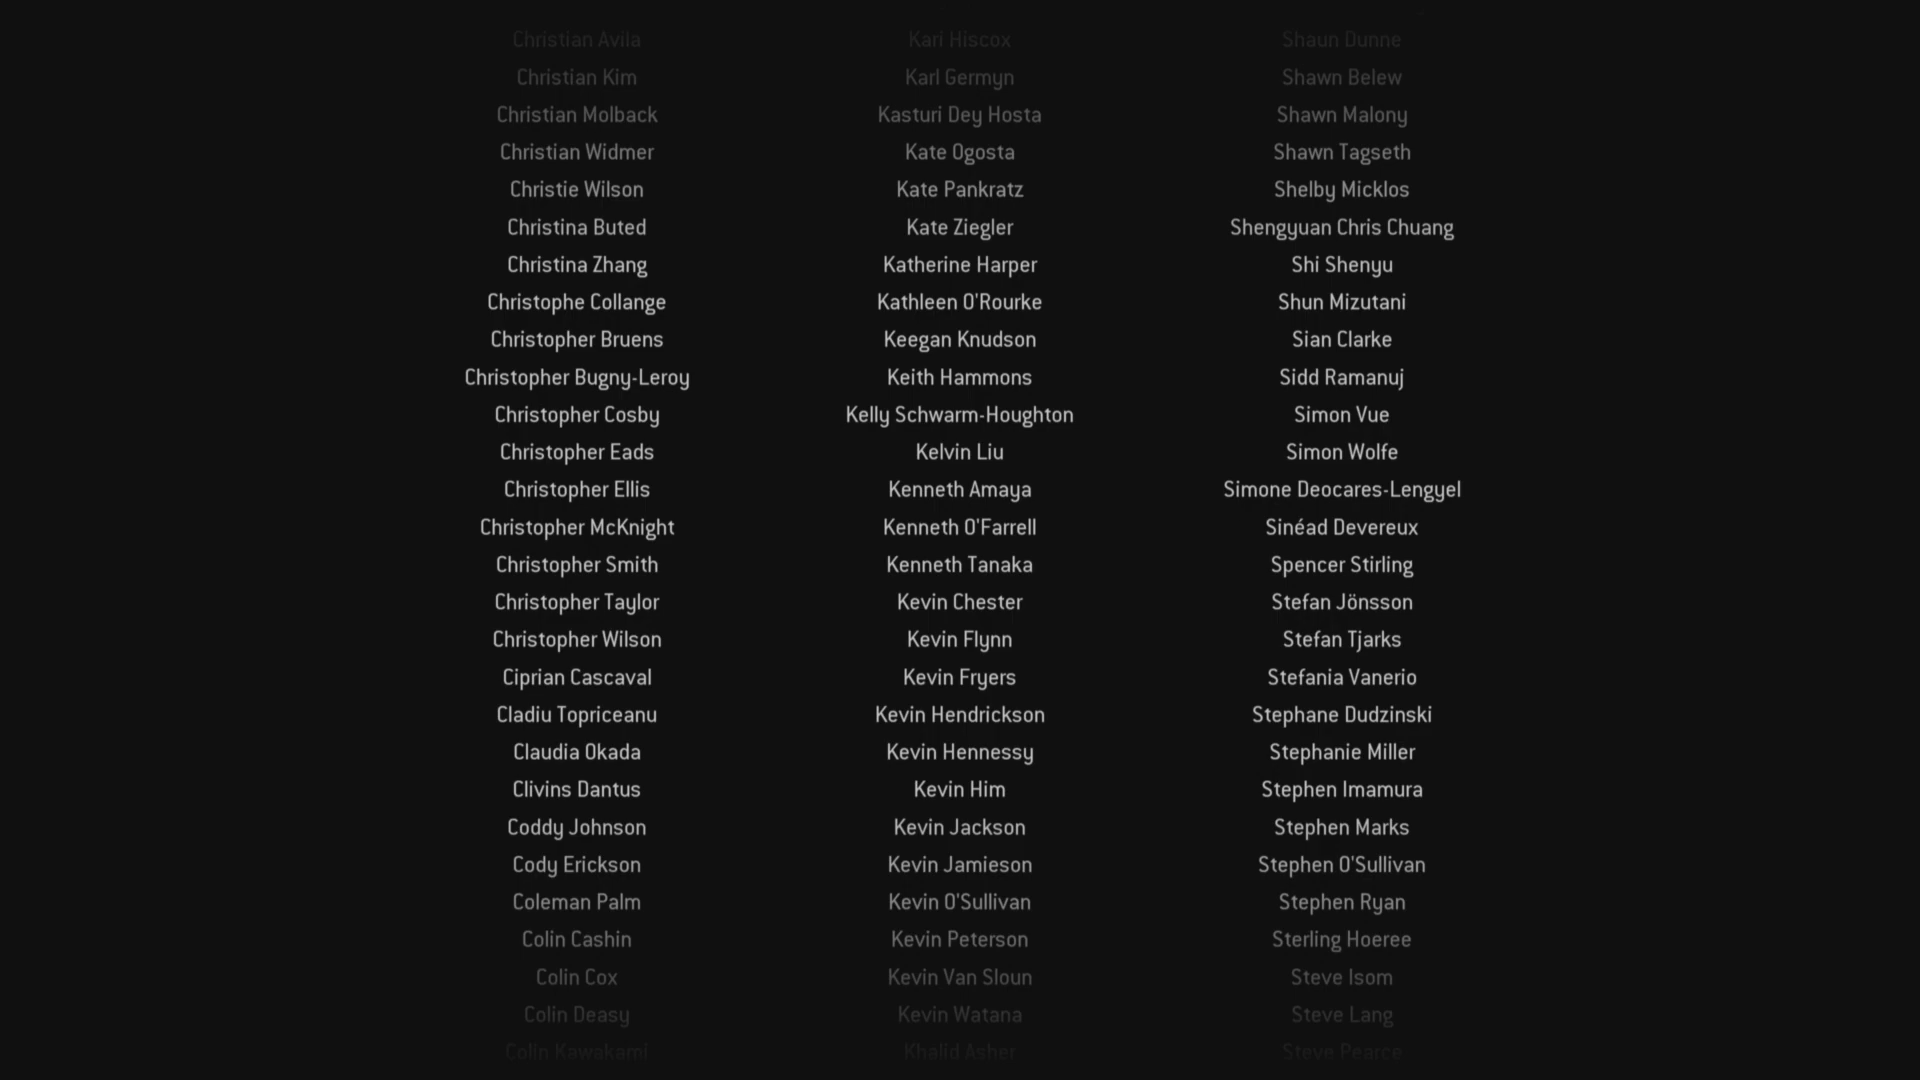 Christian Avila
Christian Kim
Christian Molback
Christian Widmer
Christie Wilson
Christina Buted
Christina Zhang
Christophe Collange
Christopher Bruens
Christopher Bugny-Leroy
Christopher Cosby
Christopher Eads
Christopher Ellis
Christopher McKnight
Christopher Smith
Christopher Taylor
Christopher Wilson
Ciprian Cascaval
Cladiu Topriceanu
Claudia Okada
Clivins Dantus
Coddy Johnson
Cody Erickson
Coleman Palm
Colin Cashin
Colin Cox
Colin Deasy
Colin Kawakami
Kari Hiscox
Karl Germyn
Kasturi Dey Hosta
Kate Ogosta
Kate Pankratz
Kate Ziegler
Katherine Harper
Kathleen O'Rourke
Keegan Knudson
Keith Hammons
Kelly Schwarm-Houghton
Kelvin Liu
Kenneth Amaya
Kenneth O'Farrell
Kenneth Tanaka
Kevin Chester
Kevin Flynn
Kevin Fryers
Kevin Hendrickson
Kevin Hennessy
Kevin Him
Kevin Jackson
Kevin Jamieson
Kevin O'Sullivan
Kevin Peterson
Kevin Van Sloun
Kevin Watana
Khalid Asher
Shaun Dunne
Shawn Belew
Shawn Malony
Shawn Tagseth
Shelby Micklos
Shengyuan Chris Chuang
Shi Shenyu
Shun Mizutani
Sian Clarke
Sidd Ramanuj
Simon Vue
Simon Wolfe
Simone Deocares-Lengyel
Sinéad Devereux
Spencer Stirling
Stefan Jönsson
Stefan Tjarks
Stefania Vanerio
Stephane Dudzinski
Stephanie Miller
Stephen Imamura
Stephen Marks
Stephen O'Sullivan
Stephen Ryan
Sterling Hoeree
Steve Isom
Steve Lang
Steve Pearce